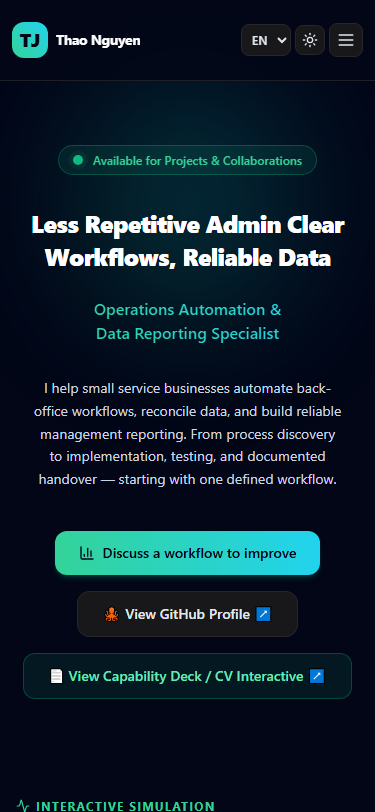 TJ Thao Nguyen EN
Available for Projects & Collaborations
Less Repetitive Admin Clear
Workflows, Reliable Data
Operations Automation &
Data Reporting Specialist
I help small service businesses automate back-
office workflows, reconcile data, and build reliable
management reporting. From process discovery
to implementation, testing, and documented
handover — starting with one defined workflow.
Discuss a workflow to improve
View GitHub Profile
View Capability Deck / CV Interactive
INTERACTIVE SIMULATION